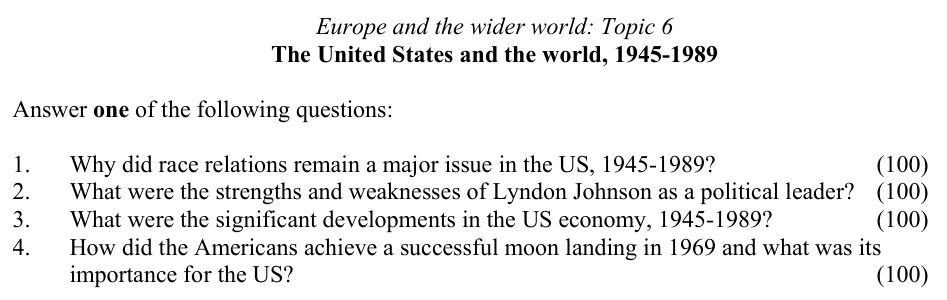 Europe and the wider world: Topic 6
The United States and the world, 1945-1989
Answer one of the following questions:
1. Why did race relations remain a major issue in the US, 1945-1989? (100)
2. What were the strengths and weaknesses of Lyndon Johnson as a political leader? (100)
3. What were the significant developments in the US economy, 1945-1989? (100)
4. How did the Americans achieve a successful moon landing in 1969 and what was its
importance for the US? (100)